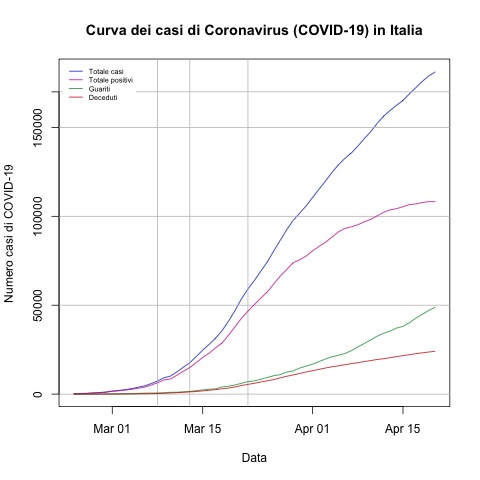 Curva dei casi di Coronavirus (COVID-19) in Italia
Totale casi
Totale positivi
Guariti
Deceduti
Numero casi di COVID-19
150000
100000
50000
0
Mar 01 Mar 15 Apr 01 Apr 15
Data